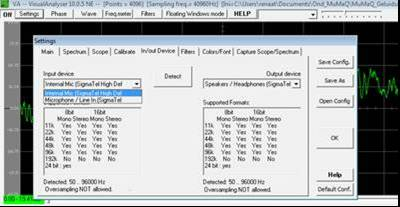 VA -- VisualAnalyser 10.0.5 NE -- [Points = 4096] [Sampling freq.= 40960Hz]
Off Settings Phase Wave Freq.meter Filters Floating Windows mode HELP
Settings
Main Spectrum Scope Calibrate In/out Device Filters Colors/Font Capture Scope/Spectrum
Input device
Internal Mic (SigmaTel High Def
Internal Mic (SigmaTel High Def
Microphone / Line In (SigmaTel
8bit 16bit
Mono Stereo Mono Stereo
11k Yes Yes Yes Yes
22k Yes Yes Yes Yes
44k Yes Yes Yes Yes
48k Yes Yes Yes Yes
96k Yes Yes Yes Yes
192k No No No No
24 bit : yes
Detected: 50 .. 96000 Hz
Oversampling NOT allowed.
Detect
Output device
Speakers / Headphones (SigmaTel
Supported Formats:
8bit 16bit
Mono Stereo Mono Stereo
11k Yes Yes Yes Yes
22k Yes Yes Yes Yes
44k Yes Yes Yes Yes
48k Yes Yes Yes Yes
96k Yes Yes Yes Yes
192k No No No No
24 bit : yes
Detected: 50 .. 96000 Hz
Oversampling NOT allowed.
Save Config.
Save As
Open Config
OK
Help
Default Conf.